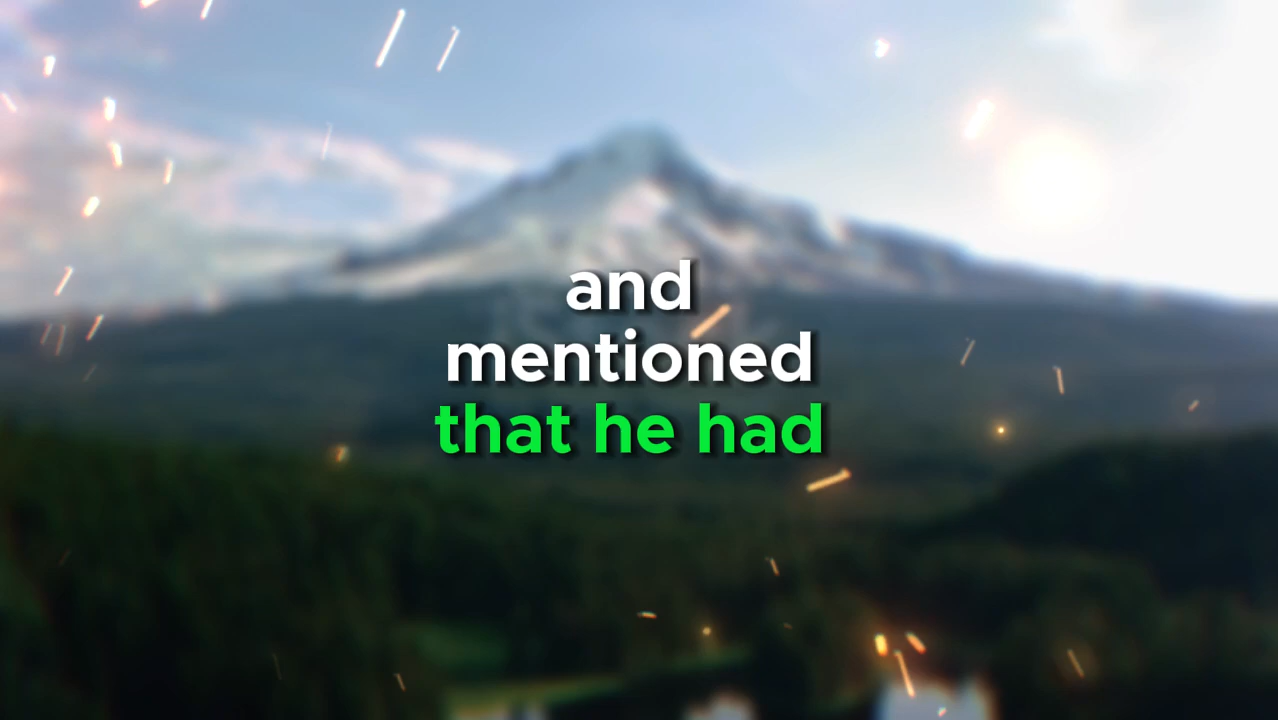 and
mentioned
that he had